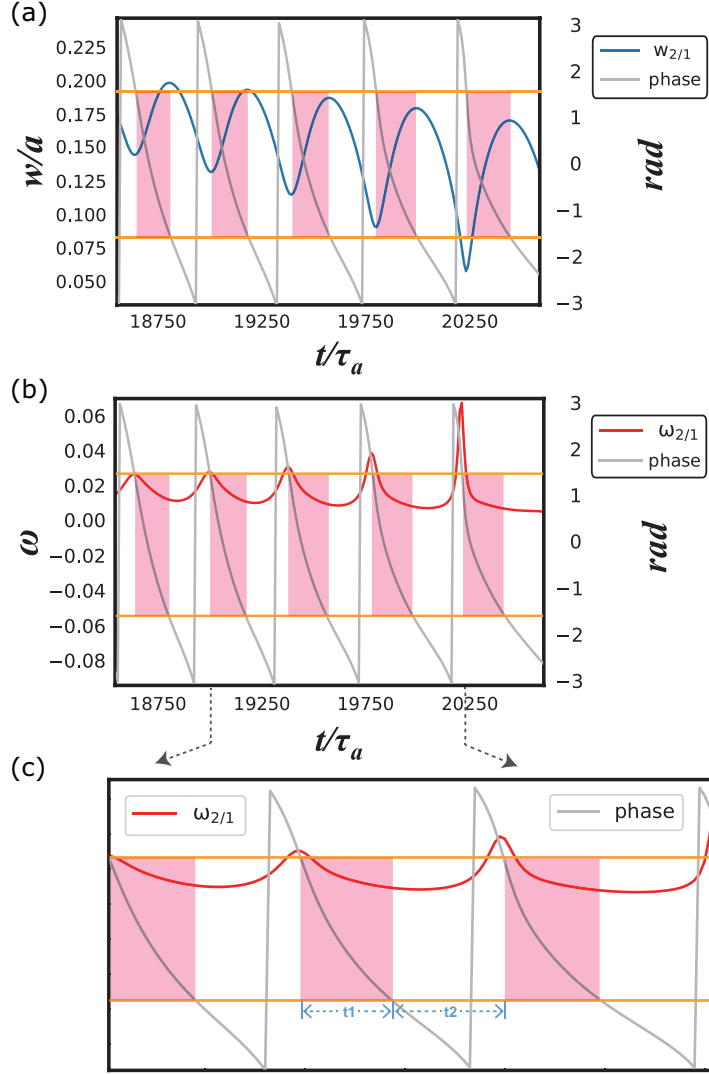 (a)
0.225
0.200
0.175
0.150
0.125
0.100
0.075
0.050
w/a
3
2
1
0
−1
−2
−3
rad
w2/1
phase
18750 19250 19750 20250
t/τa
(b)
0.06
0.04
0.02
0.00
−0.02
−0.04
−0.06
−0.08
ω
3
2
1
0
−1
−2
−3
rad
ω2/1
phase
18750 19250 19750 20250
t/τa
(c)
ω2/1
phase
t1 t2